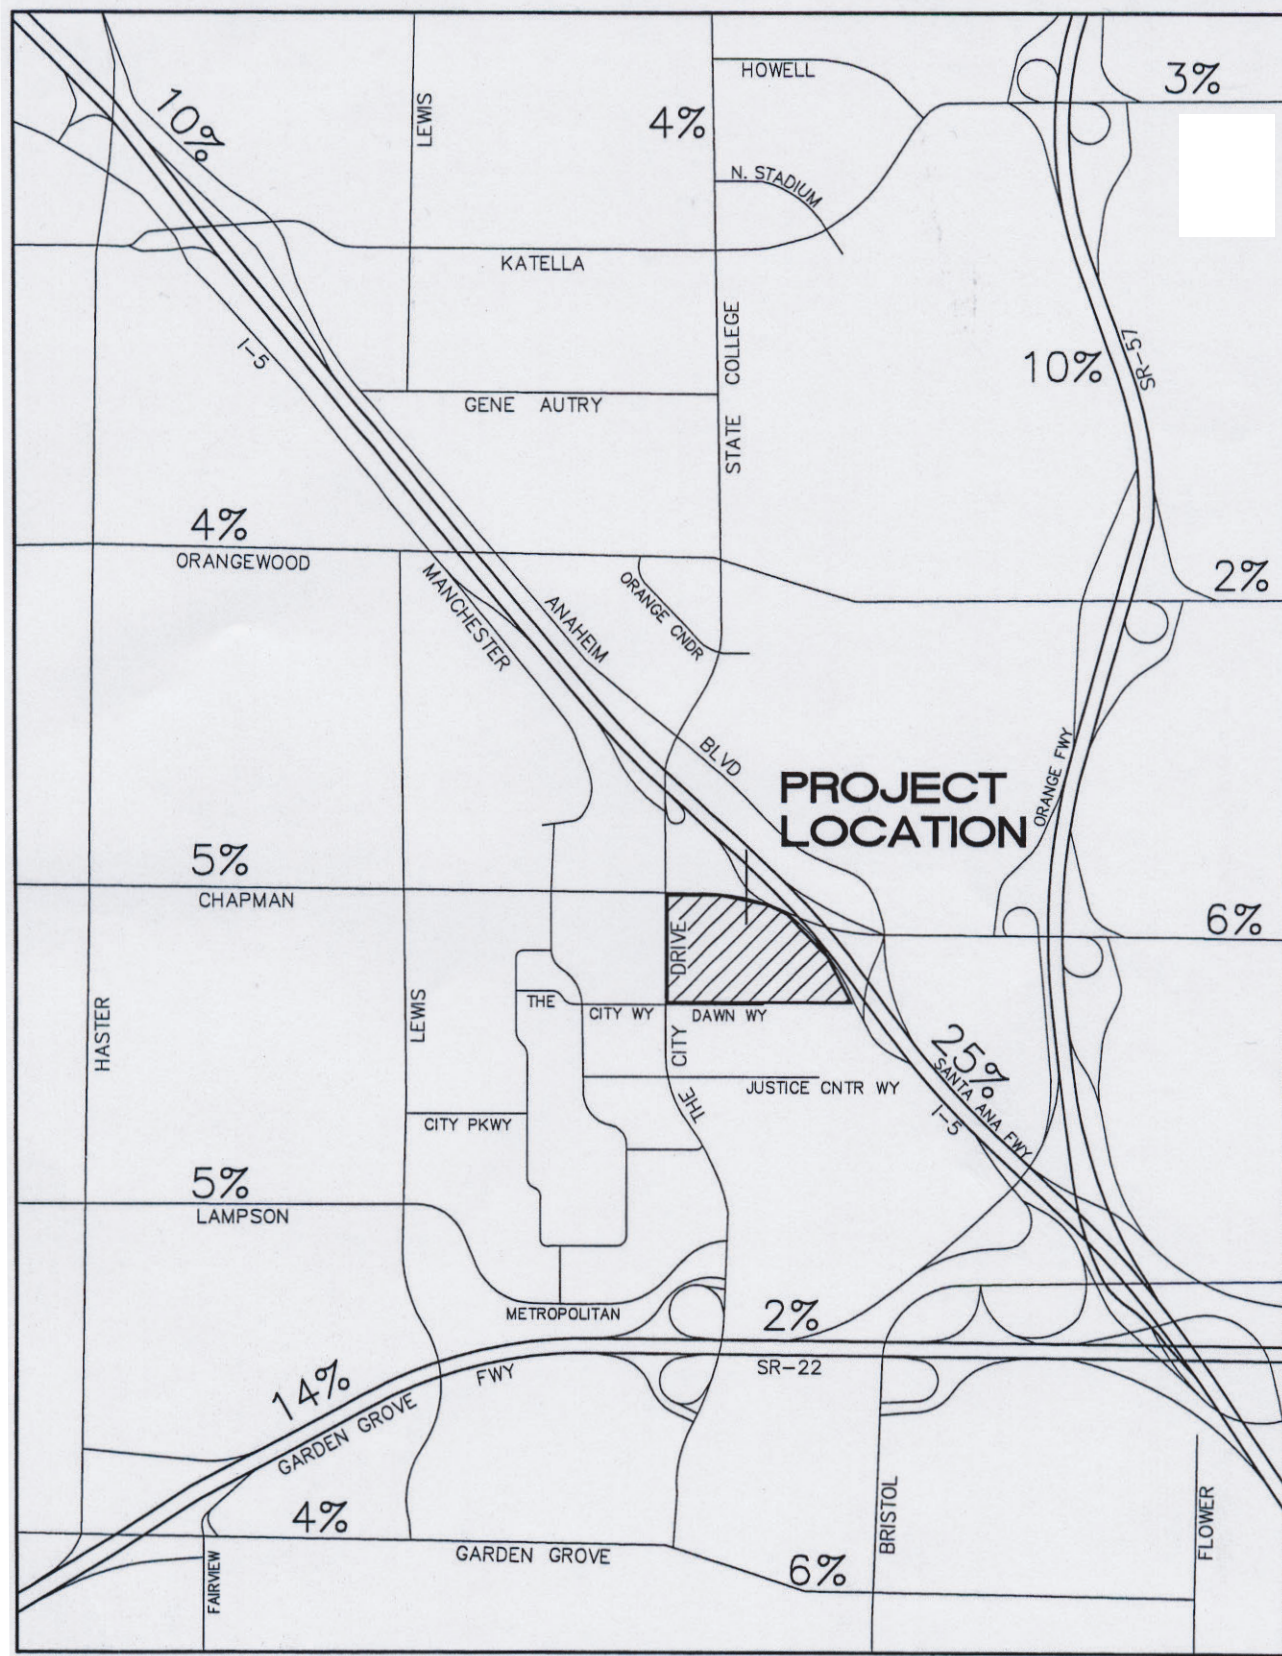 HOWELL
3%
10%
LEWIS
4%
N. STADIUM
KATELLA
I-5
STATE COLLEGE
10%
SR-57
GENE AUTRY
4%
ORANGEWOOD
2%
MANCHESTER
ANAHEIM
BLVD
ORANGE CNDR
ORANGE FWY
PROJECT
LOCATION
5%
CHAPMAN
6%
HASTER
LEWIS
THE
CITY WY
DAWN WY
THE CITY DRIVE
25%
SANTA ANA FWY
I-5
JUSTICE CNTR WY
CITY PKWY
5%
LAMPSON
METROPOLITAN
2%
SR-22
14%
GARDEN GROVE
FWY
4%
GARDEN GROVE
6%
FAIRVIEW
BRISTOL
FLOWER